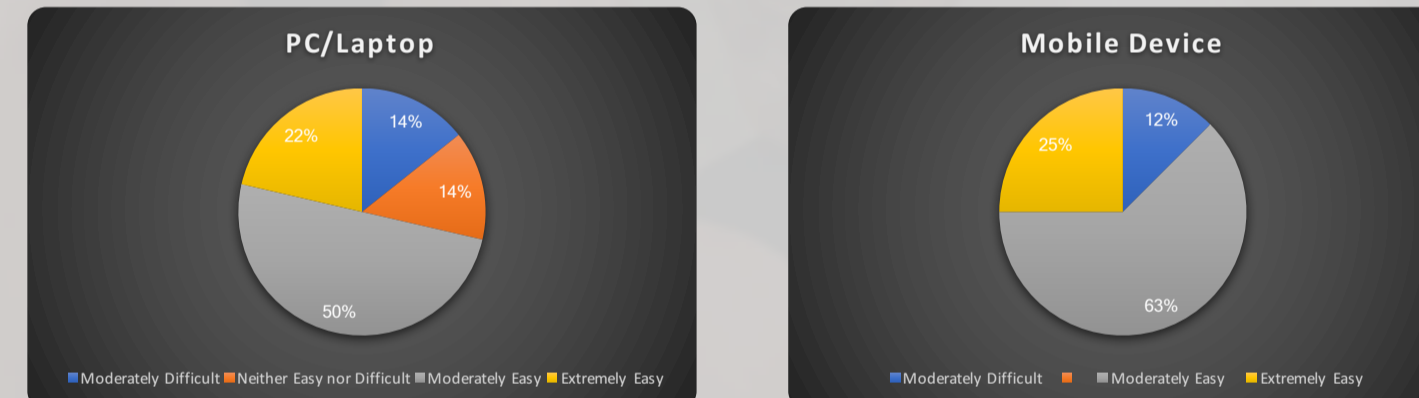 PC/Laptop
14%
14%
50%
22%
Moderately Difficult Neither Easy nor Difficult Moderately Easy Extremely Easy
Mobile Device
12%
63%
25%
Moderately Difficult Moderately Easy Extremely Easy